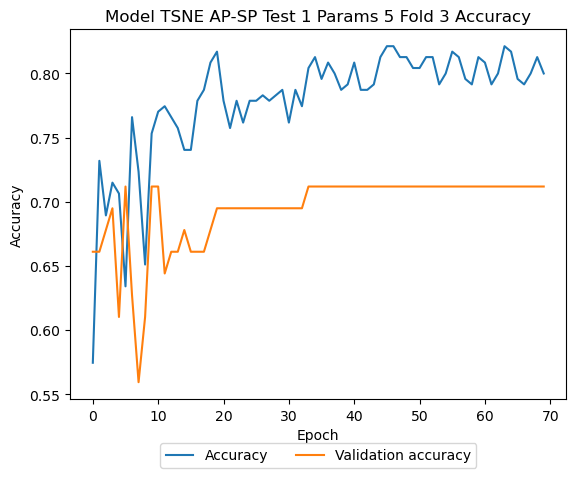 Model TSNE AP-SP Test 1 Params 5 Fold 3 Accuracy
Accuracy
0.80
0.75
0.70
0.65
0.60
0.55
0 10 20 30 40 50 60 70
Epoch
Accuracy Validation accuracy